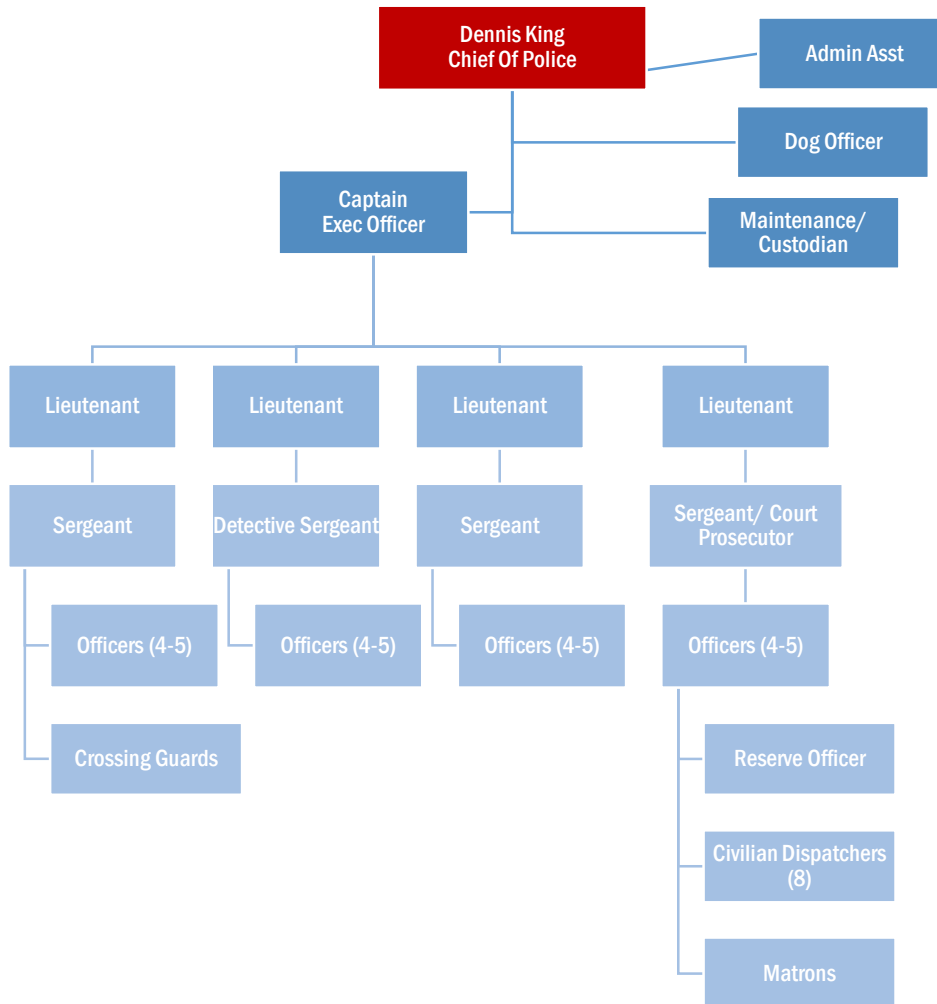 Dennis King
Chief Of Police
Admin Asst
Dog Officer
Captain
Exec Officer
Maintenance/
Custodian
Lieutenant
Lieutenant
Lieutenant
Lieutenant
Sergeant
Detective Sergeant
Sergeant
Sergeant/ Court
Prosecutor
Officers (4-5)
Officers (4-5)
Officers (4-5)
Officers (4-5)
Crossing Guards
Reserve Officer
Civilian Dispatchers
(8)
Matrons